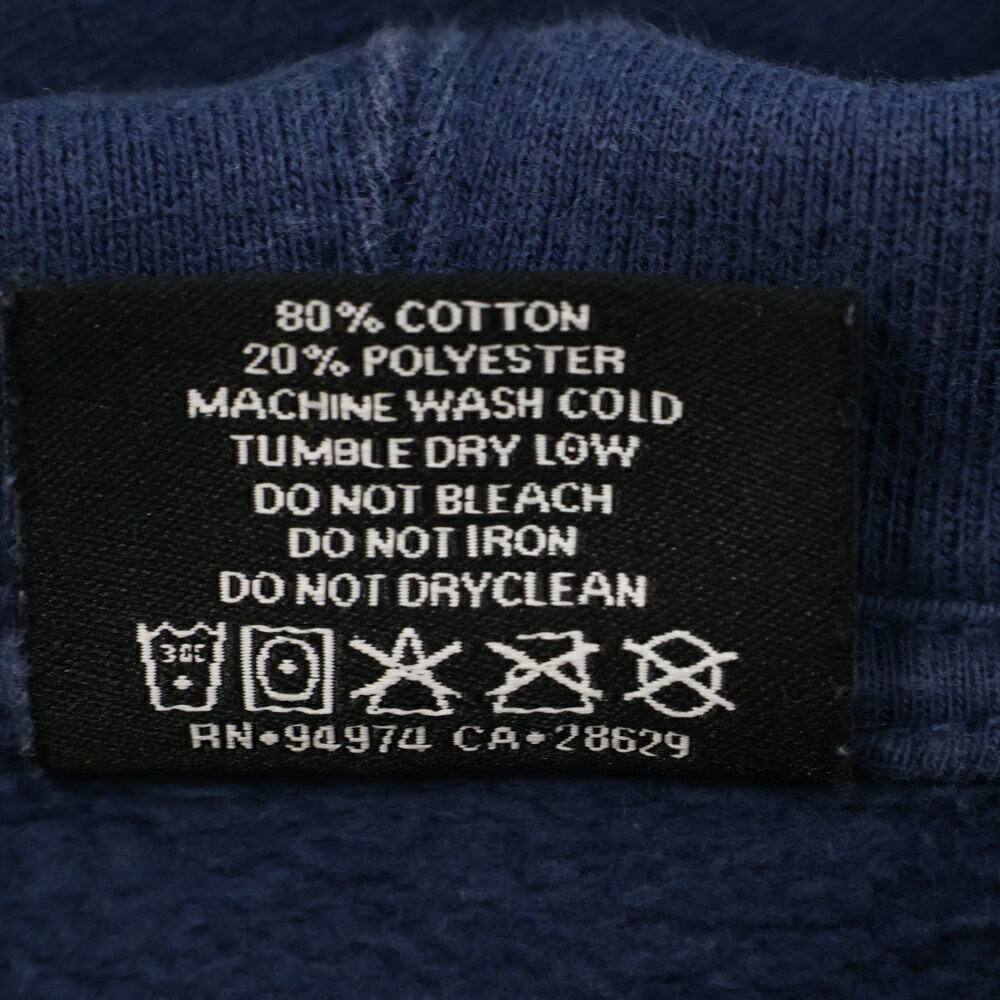 80% COTTON
20% POLYESTER
MACHINE WASH COLD
TUMBLE DRY LOW
DO NOT BLEACH
DO NOT IRON
DO NOT DRYCLEAN
30C
RN•94974 CA•28629